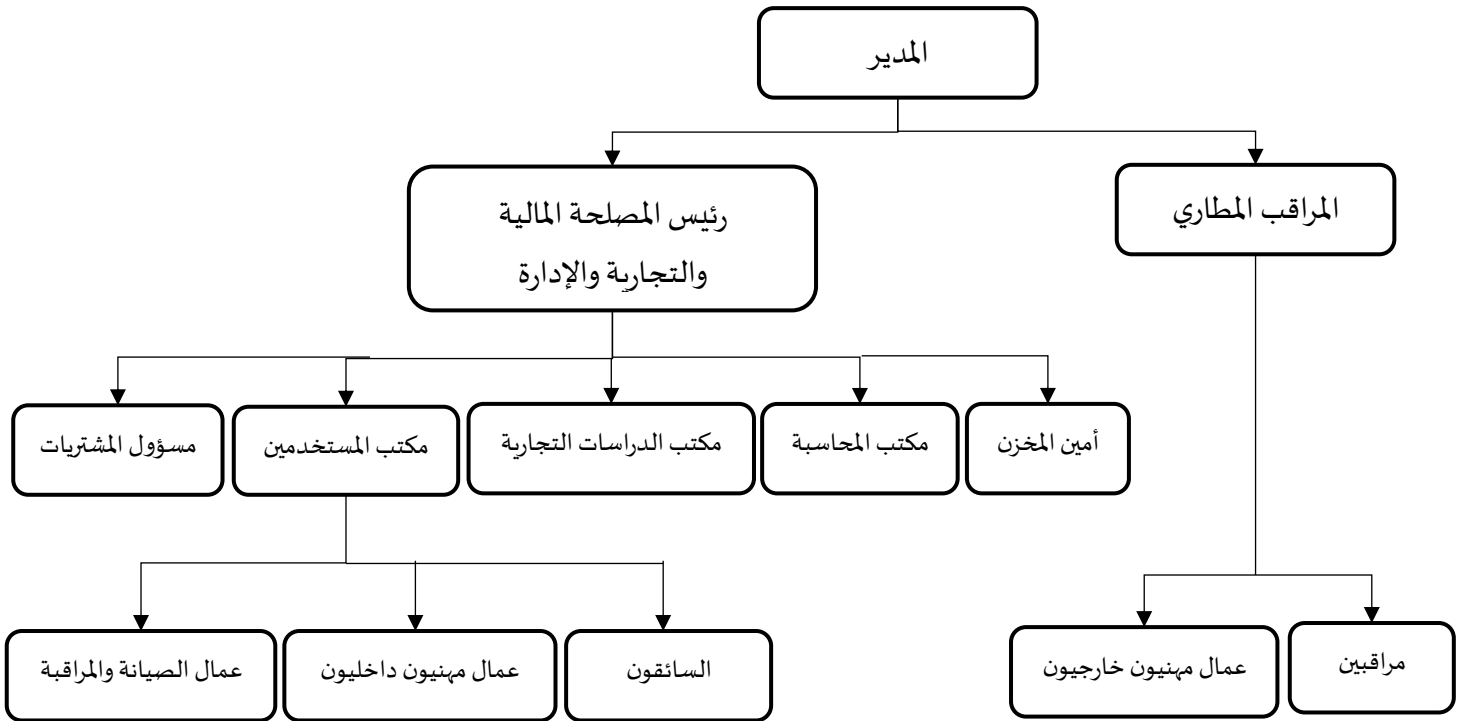 المدير
المراقب المطاري
رئيس المصلحة المالية
والتجارية والإدارة
أمين المخزن
مكتب المحاسبة
مكتب الدراسات التجارية
مكتب المستخدمين
مسؤول المشتريات
مراقبين
عمال مهنيون خارجيون
السائقون
عمال مهنيون داخليون
عمال الصيانة والمراقبة